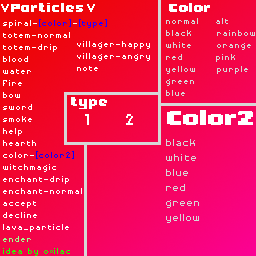 VParticlesV
spiral-[color]-[type]
totem-normal
totem-drip
blood
water
Fire
bow
sword
smoke
help
hearth
color-[color2]
witchmagic
enchant-drip
enchant-normal
accept
decline
lava_particle
ender
idea by oxilac
villager-happy
villager-angry
note
type
1 2
Color
normal alt
black rainbow
white orange
red pink
yellow purple
green
blue
Color2
black
white
blue
red
green
yellow